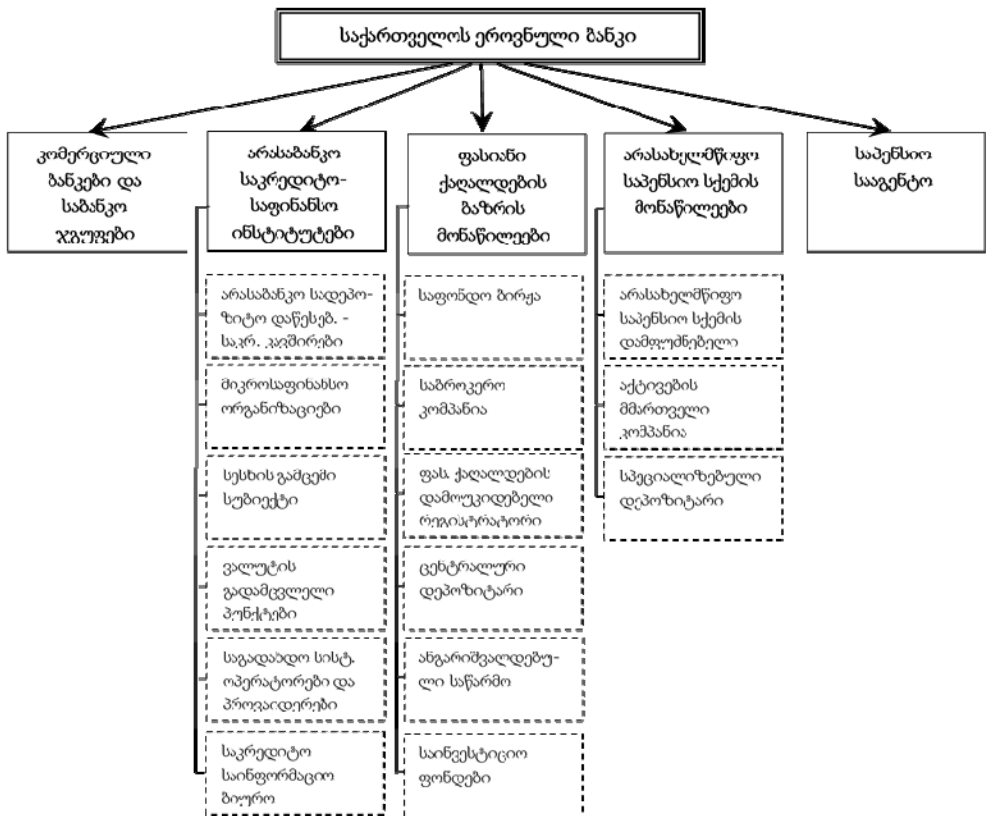 საქართველოს ეროვნული ბანკი
კომერციული
ბანკები და
საბანკო
ჯგუფები
არასაბანკო
საკრედიტო-
საფინანსო
ინსტიტუტები
ფასიანი
ქაღალდების
ბაზრის
მონაწილეები
არასახელმწიფო
საპენსიო სქემის
მონაწილეები
საპენსიო
სააგენტო
არასაბანკო სადეპო-
ზიტო დაწესებ. -
საკრ. კავშირები
მიკროსაფინანსო
ორგანიზაციები
სესხის გამცემი
სუბიექტი
ვალუტის
გადამცვლელი
პუნქტები
საგადახდო სისტ.
ოპერატორები და
პროვაიდერები
საკრედიტო
საინფორმაციო
ბიურო
საფონდო ბირჟა
საბროკერო
კომპანია
ფას. ქაღალდების
დამოუკიდებელი
რეგისტრატორი
ცენტრალური
დეპოზიტარი
ანგარიშვალდებუ-
ლი საწარმო
საინვესტიციო
ფონდები
არასახელმწიფო
საპენსიო სქემის
დამფუძნებელი
აქტივების
მმართველი
კომპანია
სპეციალიზებული
დეპოზიტარი